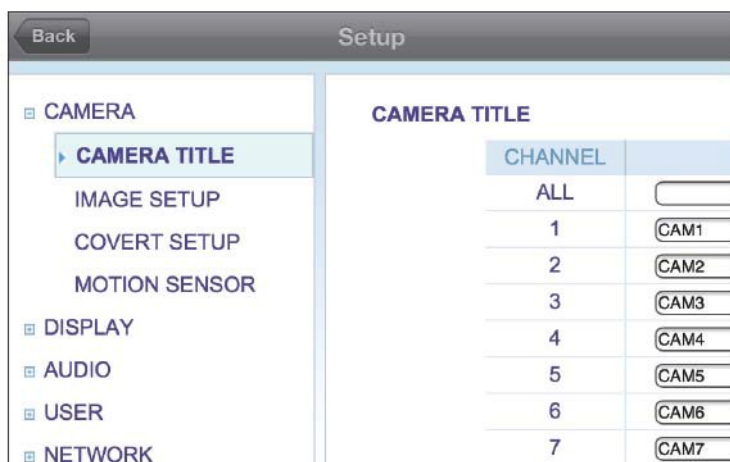 Back
Setup
CAMERA
CAMERA TITLE
IMAGE SETUP
COVERT SETUP
MOTION SENSOR
DISPLAY
AUDIO
USER
NETWORK
CAMERA TITLE
CHANNEL
ALL
1 CAM1
2 CAM2
3 CAM3
4 CAM4
5 CAM5
6 CAM6
7 CAM7